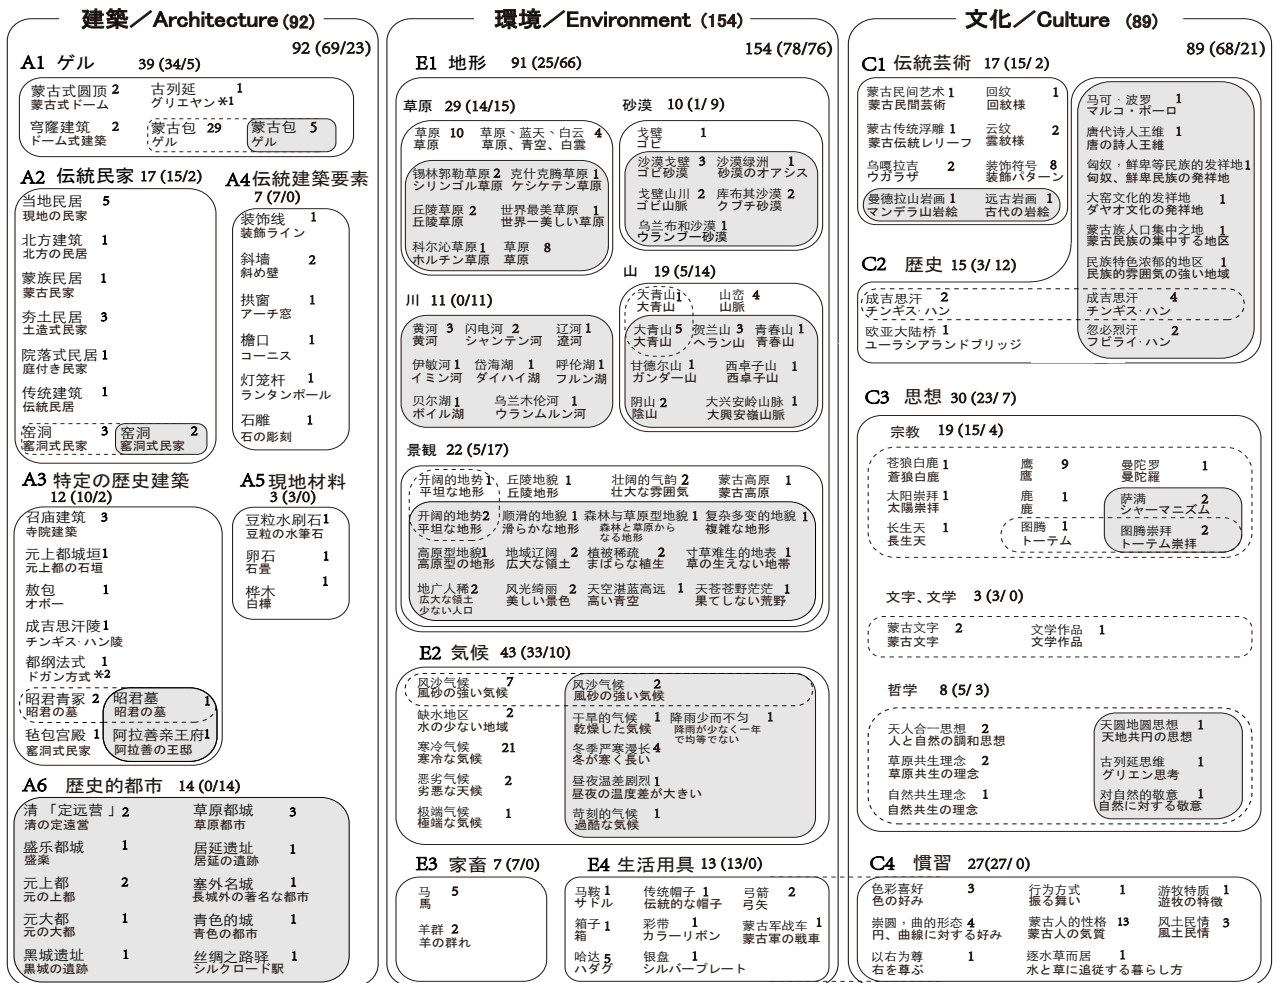 建築／Architecture (92)
92 (69/23)
A1 ゲル 39 (34/5)
蒙古式圆顶 2 古列延 1
蒙古式ドーム グリエヤン *1
穹隆建筑 2 蒙古包 29 蒙古包 5
ドーム式建築 ゲル ゲル
A2 伝統民家 17 (15/2)
当地民居 5
現地の民家
北方建筑 1
北方の民居
蒙族民居 1
蒙古民家
夯土民居 3
土造式民家
院落式民居 1
庭付き民家
传统建筑 1
伝統民居
窑洞 3 窑洞 2
窰洞式民家 窰洞式民家
A4 伝統建築要素
7 (7/0)
装饰线 1
装飾ライン
斜墙 2
斜め壁
拱窗 1
アーチ窓
檐口 1
コーニス
灯笼杆 1
ランタンポール
石雕 1
石の彫刻
A3 特定の歴史建築
12 (10/2)
召庙建筑 3
寺院建築
元上都城垣 1
元上都の石垣
敖包 1
オボー
成吉思汗陵 1
チンギス·ハン陵
都纲法式 1
ドガン方式 *2
昭君青冢 2 昭君墓 1
昭君の墓 昭君の墓
毡包宫殿 1 阿拉善亲王府 1
窰洞式民家 阿拉善の王邸
A5 現地材料
3 (3/0)
豆粒水刷石 1
豆粒の水筆石
卵石 1
石畳
桦木 1
白樺
A6 歴史的都市 14 (0/14)
清 「定远营 」 2 草原都城 3
清の定遠營 草原都市
盛乐都城 1 居延遗址 1
盛楽 居延の遺跡
元上都 2 塞外名城 1
元の上都 長城外の著名な都市
元大都 1 青色的城 1
元の大都 青色の都市
黑城遗址 1 丝绸之路驿 1
黒城の遺跡 シルクロード駅
環境／Environment (154)
154 (78/76)
E1 地形 91 (25/66)
草原 29 (14/15)
草原 10 草原、蓝天、白云 4
草原 草原、青空、白雲
锡林郭勒草原 2 克什克腾草原 1
シリンゴル草原 ケシケテン草原
丘陵草原 2 世界最美草原 1
丘陵草原 世界一美しい草原
科尔沁草原 1 草原 8
ホルチン草原 草原
砂漠 10 (1/ 9)
戈壁 1
ゴビ
沙漠戈壁 3 沙漠绿洲 1
ゴビ砂漠 砂漠のオアシス
戈壁山川 2 库布其沙漠 2
ゴビ山脈 クブチ砂漠
乌兰布和沙漠 1
ウランブー砂漠
川 11 (0/11)
黄河 3 闪电河 2 辽河 1
黄河 シャンテン河 遼河
伊敏河 1 岱海湖 1 呼伦湖 1
イミン河 ダイハイ湖 フルン湖
贝尔湖 1 乌兰木伦河 1
ボイル湖 ウランムルン河
山 19 (5/14)
大青山 1 山峦 4
大青山 山脈
大青山 5 贺兰山 3 青春山 1
大青山 ヘラン山 青春山
甘德尔山 1 西卓子山 1
ガンダー山 西卓子山
阴山 2 大兴安岭山脉 1
陰山 大興安嶺山脈
景観 22 (5/17)
开阔的地势 1 丘陵地貌 1 壮阔的气韵 2 蒙古高原 1
平坦な地形 丘陵地形 壮大な雰囲気 蒙古高原
开阔的地势 2 顺滑的地貌 1 森林与草原型地貌 1 复杂多变的地貌 1
平坦な地形 滑らかな地形 森林と草原から 複雑な地形
なる地形
高原型地貌 1 地域辽阔 2 植被稀疏 2 寸草难生的地表 1
高原型の地形 広大な領土 まばらな植生 草の生えない地帯
地广人稀 2 风光绮丽 2 天空湛蓝高远 1 天苍苍野茫茫 1
広大な領土 美しい景色 高い青空 果てしない荒野
少ない人口
E2 気候 43 (33/10)
风沙气候 7 风沙气候 2
風砂の強い気候 風砂の強い気候
缺水地区 2 干旱的气候 1 降雨少而不匀 1
水の少ない地域 乾燥した気候 降雨が少なく一年
で均等でない
寒冷气候 21 冬季严寒漫长 4
寒冷な気候 冬が寒く長い
恶劣气候 2 昼夜温差剧烈 1
劣悪な天候 昼夜の温度差が大きい
极端气候 1 苛刻的气候 1
極端な気候 過酷な気候
E3 家畜 7 (7/0)
马 5
馬
羊群 2
羊の群れ
E4 生活用具 13 (13/0)
马鞍 1 传统帽子 1 弓箭 2
サドル 伝統的な帽子 弓矢
箱子 1 彩带 1 蒙古军战车 1
箱 カラーリボン 蒙古軍の戦車
哈达 5 银盘 1
ハダグ シルバープレート
文化／Culture (89)
89 (68/21)
C1 伝統芸術 17 (15/ 2)
蒙古民间艺术 1 回纹 1
蒙古民間芸術 回紋様
蒙古传统浮雕 1 云纹 2
蒙古伝統レリーフ 雲紋様
乌嘎拉吉 2 装饰符号 8
ウガラザ 装飾パターン
曼德拉山岩画 1 远古岩画 1
マンデラ山岩絵 古代の岩絵
马可·波罗 1
マルコ・ポーロ
唐代诗人王维 1
唐の詩人王維
匈奴，鲜卑等民族的发祥地 1
匈奴、鮮卑民族の発祥地
大窑文化的发祥地 1
ダヤオ文化の発祥地
蒙古族人口集中之地 1
蒙古民族の集中する地区
民族特色浓郁的地区 1
民族的雰囲気の強い地域
C2 歴史 15 (3/ 12)
成吉思汗 2 成吉思汗 4
チンギス·ハン チンギス·ハン
欧亚大陆桥 1 忽必烈汗 2
ユーラシアランドブリッジ フビライ·ハン
C3 思想 30 (23/ 7)
宗教 19 (15/ 4)
苍狼白鹿 1 鹰 9 曼陀罗 1
蒼狼白鹿 鷹 曼陀羅
太阳崇拜 1 鹿 1 萨满 2
太陽崇拝 鹿 シャーマニズム
长生天 1 图腾 1 图腾崇拜 2
長生天 トーテム トーテム崇拝
文字、文学 3 (3/ 0)
蒙古文字 2 文学作品 1
蒙古文字 文学作品
哲学 8 (5/ 3)
天人合一思想 2 天圆地圆思想 1
人と自然の調和思想 天地共円の思想
草原共生理念 2 古列延思维 1
草原共生の理念 グリエン思考
自然共生理念 1 对自然的敬意 1
自然共生の理念 自然に対する敬意
C4 慣習 27(27/ 0)
色彩喜好 3 行为方式 1 游牧特质 1
色の好み 振る舞い 遊牧の特徴
崇圆，曲的形态 4 蒙古人的性格 13 风土民情 3
円、曲線に対する好み 蒙古人の気質 風土民情
以右为尊 1 逐水草而居 1
右を尊ぶ 水と草に追従する暮らし方